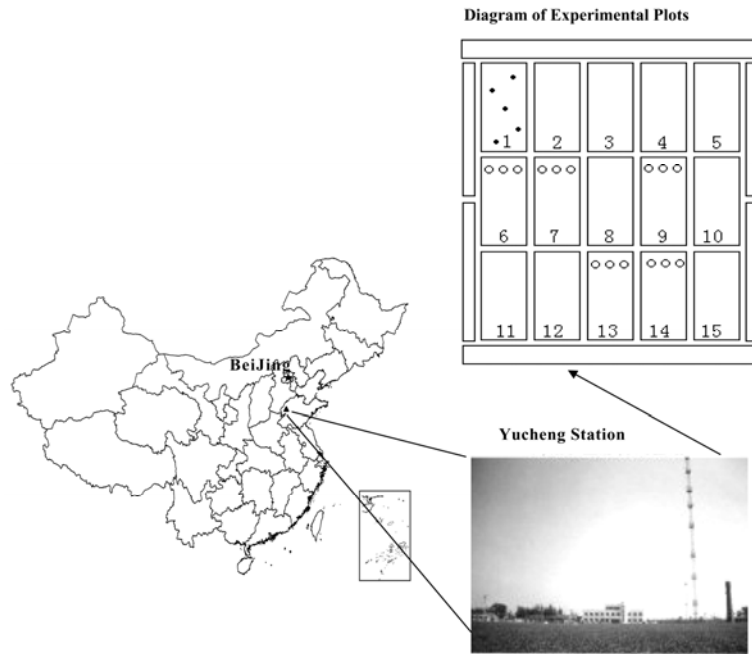 Diagram of Experimental Plots
1 2 3 4 5
6 7 8 9 10
11 12 13 14 15
BeiJing
Yucheng Station